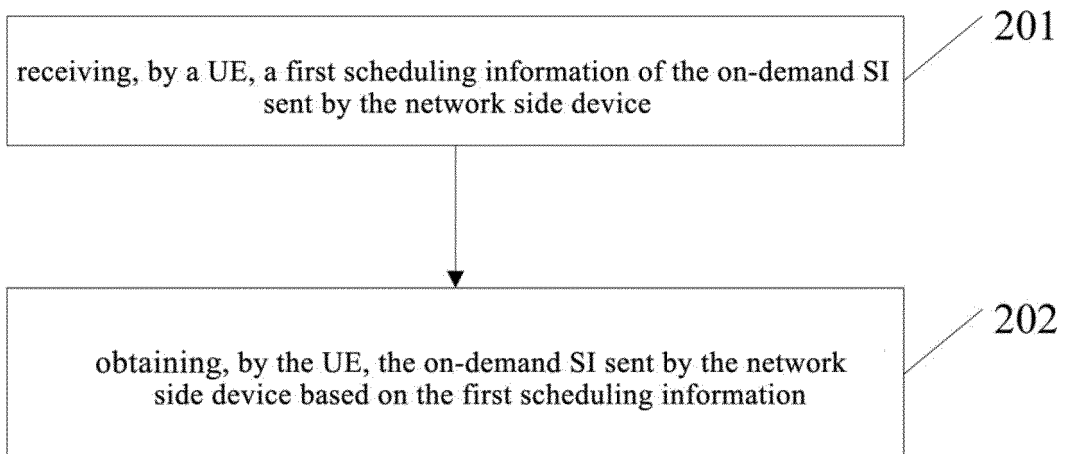 201
receiving, by a UE, a first scheduling information of the on-demand SI
sent by the network side device
202
obtaining, by the UE, the on-demand SI sent by the network
side device based on the first scheduling information